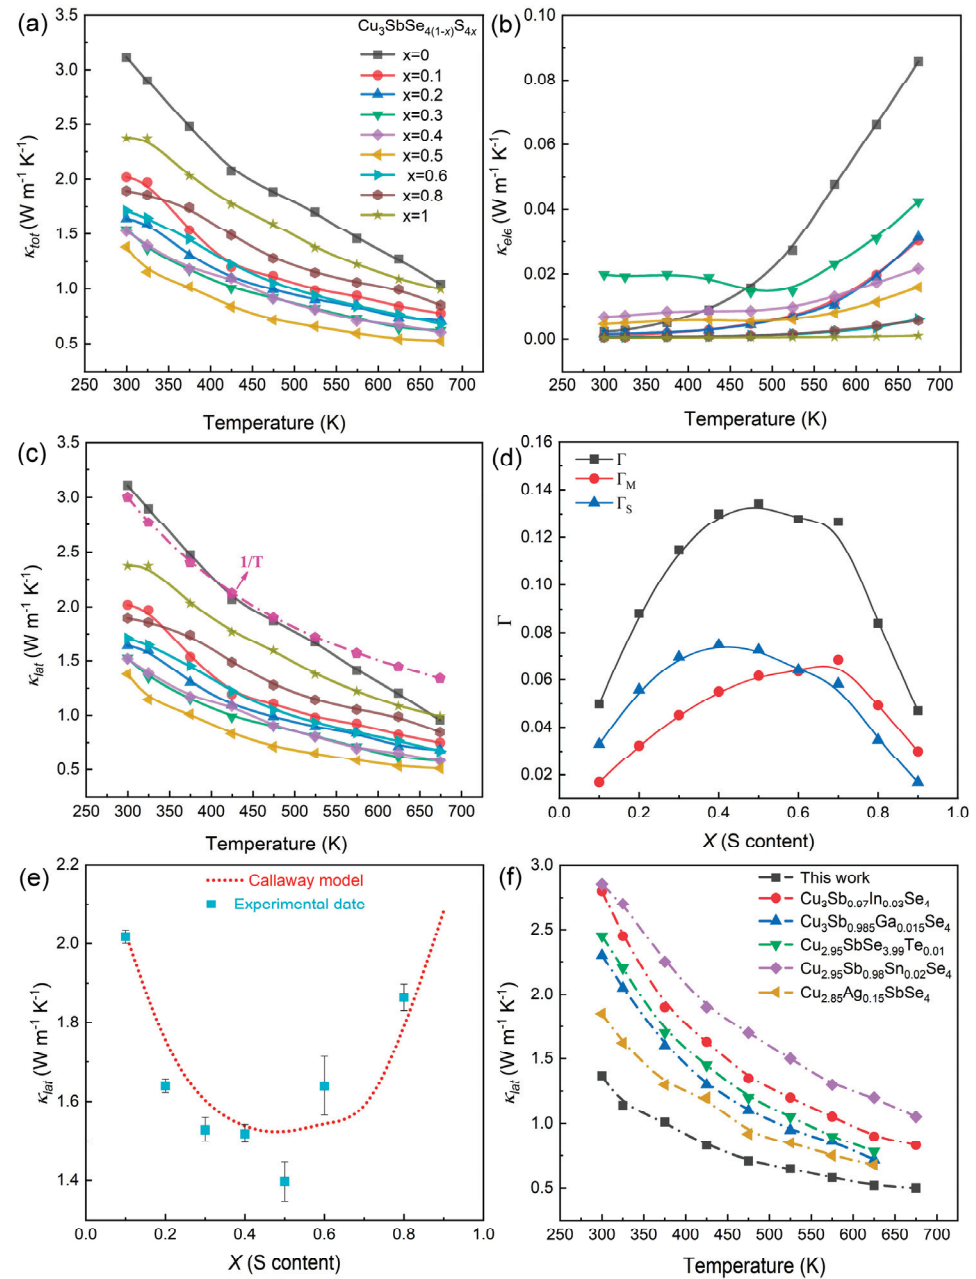 (a)
Cu₃SbSe₄₍₁₋ₓ₎S₄ₓ
x=0
x=0.1
x=0.2
x=0.3
x=0.4
x=0.5
x=0.6
x=0.8
x=1
3.5
3.0
2.5
2.0
1.5
1.0
0.5
κtot (W m⁻¹ K⁻¹)
250 300 350 400 450 500 550 600 650 700
Temperature (K)
(b)
0.10
0.08
0.06
0.04
0.02
0.00
κele (W m⁻¹ K⁻¹)
250 300 350 400 450 500 550 600 650 700
Temperature (K)
(c)
3.5
3.0
2.5
2.0
1.5
1.0
0.5
κlat (W m⁻¹ K⁻¹)
1/T
250 300 350 400 450 500 550 600 650 700 750
Temperature (K)
(d)
Γ
Γ_M
Γ_S
0.16
0.14
0.12
0.10
0.08
0.06
0.04
0.02
Γ
0.0 0.2 0.4 0.6 0.8 1.0
X (S content)
(e)
Callaway model
Experimental date
2.2
2.0
1.8
1.6
1.4
κlai (W m⁻¹ K⁻¹)
0.0 0.2 0.4 0.6 0.8 1.0
X (S content)
(f)
This work
Cu₃Sb₀.₉₇In₀.₀₃Se₄
Cu₃Sb₀.₉₈₅Ga₀.₀₁₅Se₄
Cu₂.₉₅SbSe₃.₉₉Te₀.₀₁
Cu₂.₉₅Sb₀.₉₈Sn₀.₀₂Se₄
Cu₂.₈₅Ag₀.₁₅SbSe₄
3.0
2.5
2.0
1.5
1.0
0.5
κlat (W m⁻¹ K⁻¹)
250 300 350 400 450 500 550 600 650 700
Temperature (K)